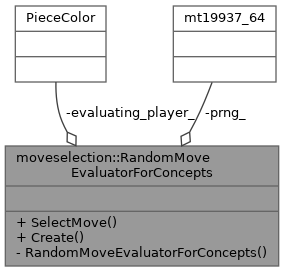 PieceColor
mt19937_64
-evaluating_player_
-prng_
moveselection::RandomMove
EvaluatorForConcepts
+ SelectMove()
+ Create()
- RandomMoveEvaluatorForConcepts()